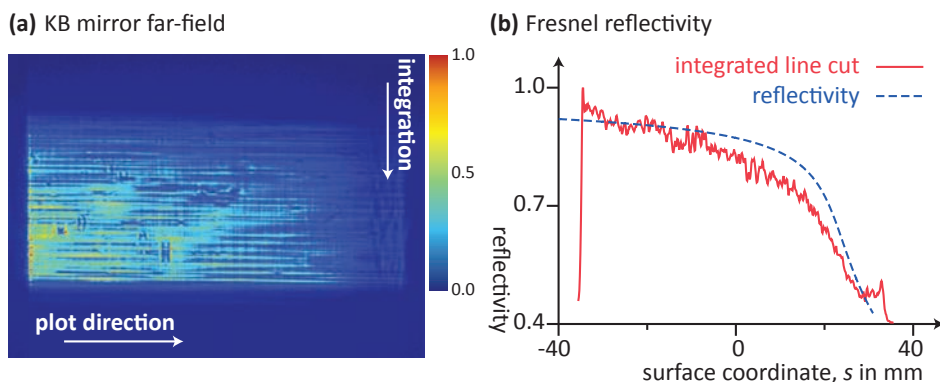 (a) KB mirror far-field
integration
plot direction
1.0
0.5
0.0
(b) Fresnel reflectivity
integrated line cut
reflectivity
reflectivity
1.0
0.7
0.4
-40 0 40
surface coordinate, s in mm